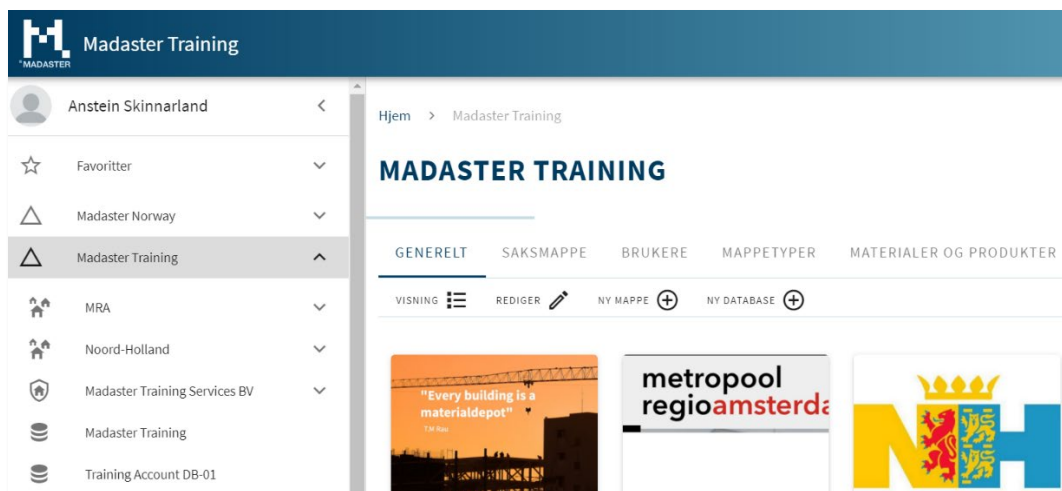 MADASTER
Madaster Training
Anstein Skinnarland
Favoritter
Madaster Norway
Madaster Training
MRA
Noord-Holland
Madaster Training Services BV
Madaster Training
Training Account DB-01
Hjem > Madaster Training
MADASTER TRAINING
GENERELT SAKSMAPPE BRUKERE MAPPETYPER MATERIALER OG PRODUKTER
VISNING REDIGER NY MAPPE NY DATABASE
"Every building is a
materialdepot"
T.M Rau
metropool
regioamsterda
NH